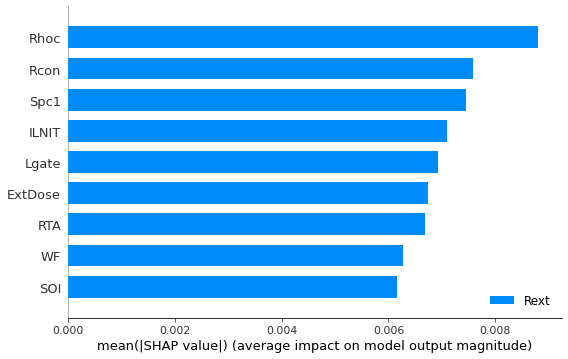 Rhoc
Rcon
Spc1
ILNIT
Lgate
ExtDose
RTA
WF
SOI
Rext
0.000 0.002 0.004 0.006 0.008
mean(|SHAP value|) (average impact on model output magnitude)